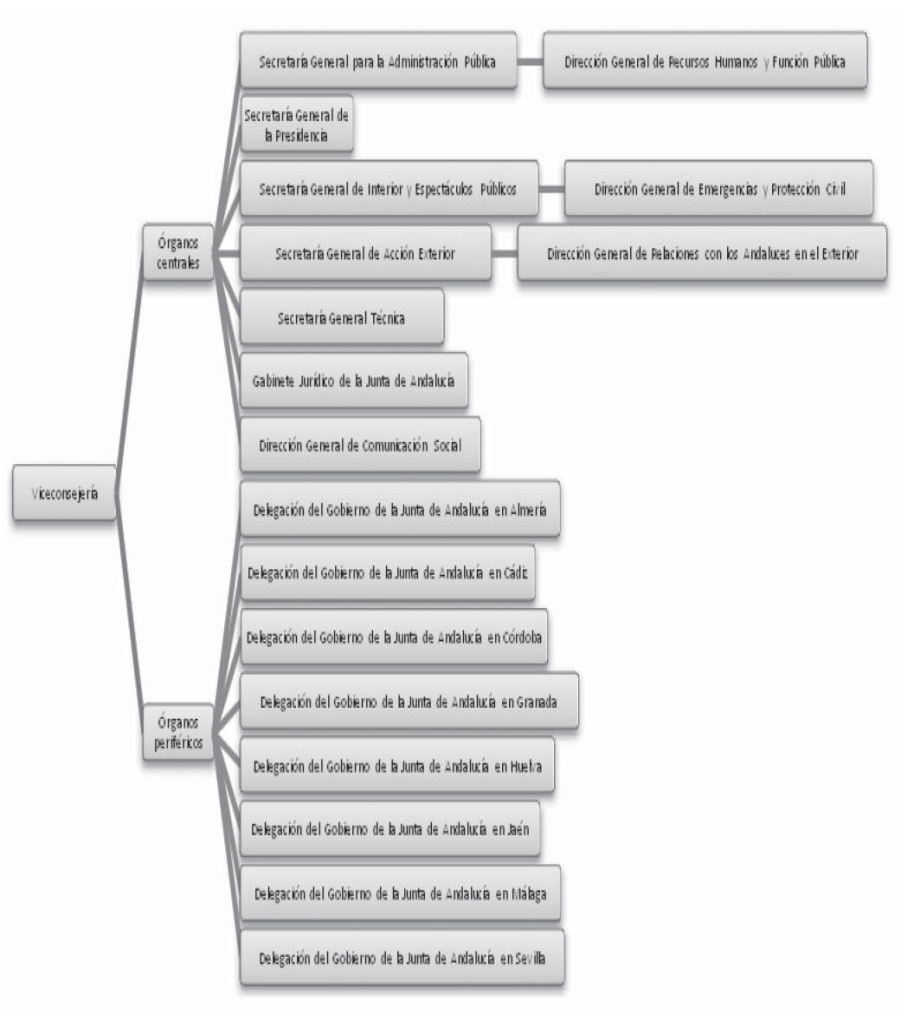 Secretaría General para la Administración Pública
Dirección General de Recursos Humanos y Función Pública
Secretaría General de
la Presidencia
Secretaría General de Interior y Espectáculos Públicos
Dirección General de Emergencias y Protección Civil
Órganos
centrales
Secretaría General de Acción Exterior
Dirección General de Relaciones con los Andaluces en el Exterior
Secretaría General Técnica
Gabinete Jurídico de la Junta de Andalucía
Dirección General de Comunicación Social
Viceconsejería
Delegación del Gobierno de la Junta de Andalucía en Almería
Delegación del Gobierno de la Junta de Andalucía en Cádiz
Delegación del Gobierno de la Junta de Andalucía en Córdoba
Delegación del Gobierno de la Junta de Andalucía en Granada
Órganos
periféricos
Delegación del Gobierno de la Junta de Andalucía en Huelva
Delegación del Gobierno de la Junta de Andalucía en Jaén
Delegación del Gobierno de la Junta de Andalucía en Málaga
Delegación del Gobierno de la Junta de Andalucía en Sevilla